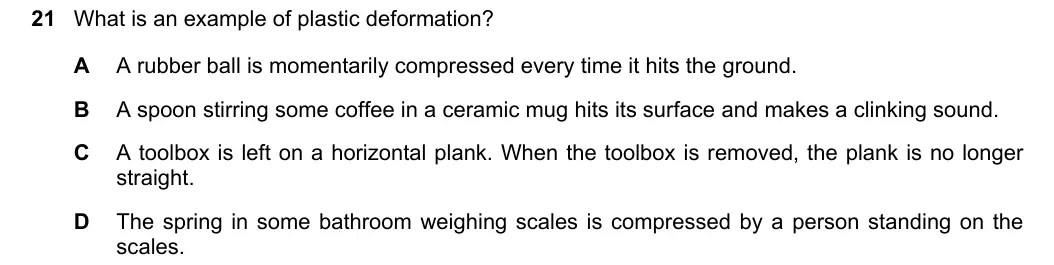 21 What is an example of plastic deformation?
A A rubber ball is momentarily compressed every time it hits the ground.
B A spoon stirring some coffee in a ceramic mug hits its surface and makes a clinking sound.
C A toolbox is left on a horizontal plank. When the toolbox is removed, the plank is no longer
straight.
D The spring in some bathroom weighing scales is compressed by a person standing on the
scales.